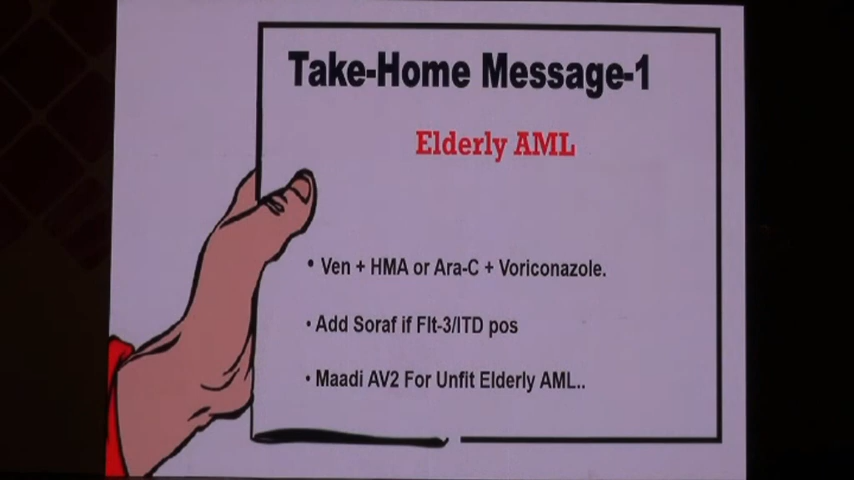 Take-Home Message-1
Elderly AML
• Ven + HMA or Ara-C + Voriconazole.
• Add Soraf if Flt-3/ITD pos
• Maadi AV2 For Unfit Elderly AML..